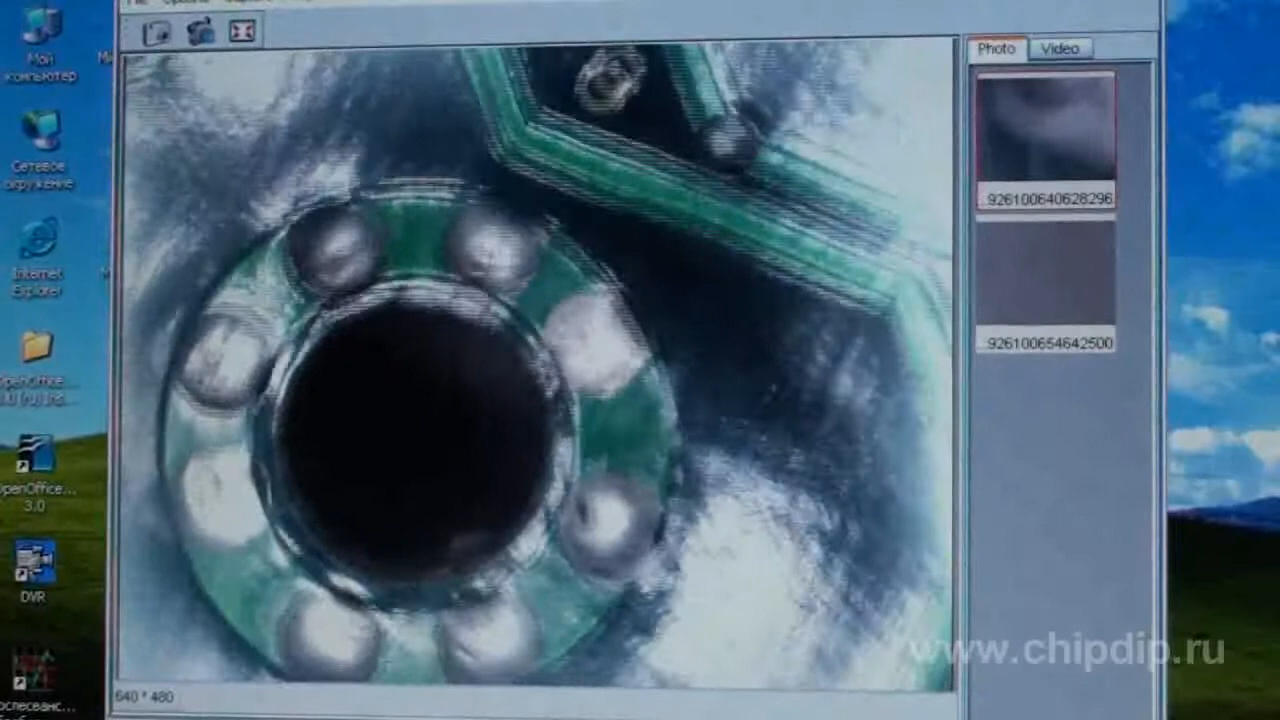 Photo
Video
926100640628296
926100654642500
Мой
компьютер
Сетевое
окружение
Internet
Explorer
OpenOffice...
OpenOffice...
3.0
DVR
640 * 480
www.chipdip.ru